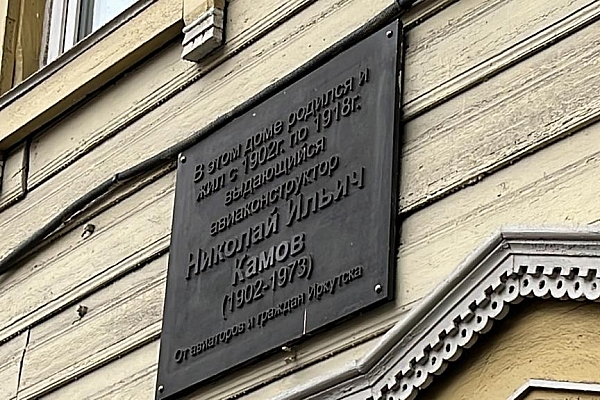 В этом доме родился и
жил с 1902г. по 1918г.
выдающийся
авиаконструктор
Николай Ильич
Камов
(1902-1973)
От авиаторов и граждан Иркутска